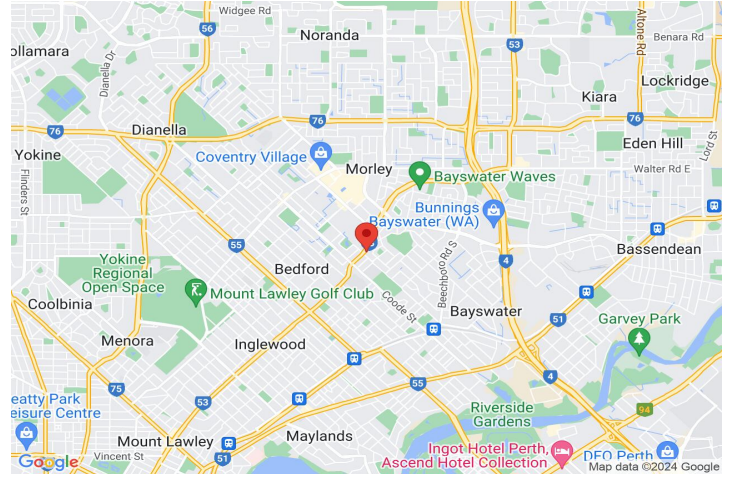 Widgee Rd
56
Noranda
53
Altone Rd
Benara Rd
ollamara
Dianella Dr
Lockridge
Kiara
76
76
76
Dianella
Eden Hill
Lord St
Yokine
Coventry Village
Morley
Walter Rd E
Bayswater Waves
Flinders St
Bunnings
Bayswater (WA)
55
Bassendean
Beechboro Rd S
4
Yokine
Regional
Open Space
Bedford
Mount Lawley Golf Club
Coode St
Coolbinia
Bayswater
51
Garvey Park
Menora
Inglewood
75
53
55
4
eatty Park
eisure Centre
Riverside
Gardens
94
Mount Lawley
Maylands
Vincent St
51
Ingot Hotel Perth,
Ascend Hotel Collection
DFO Perth
Google
Map data ©2024 Google